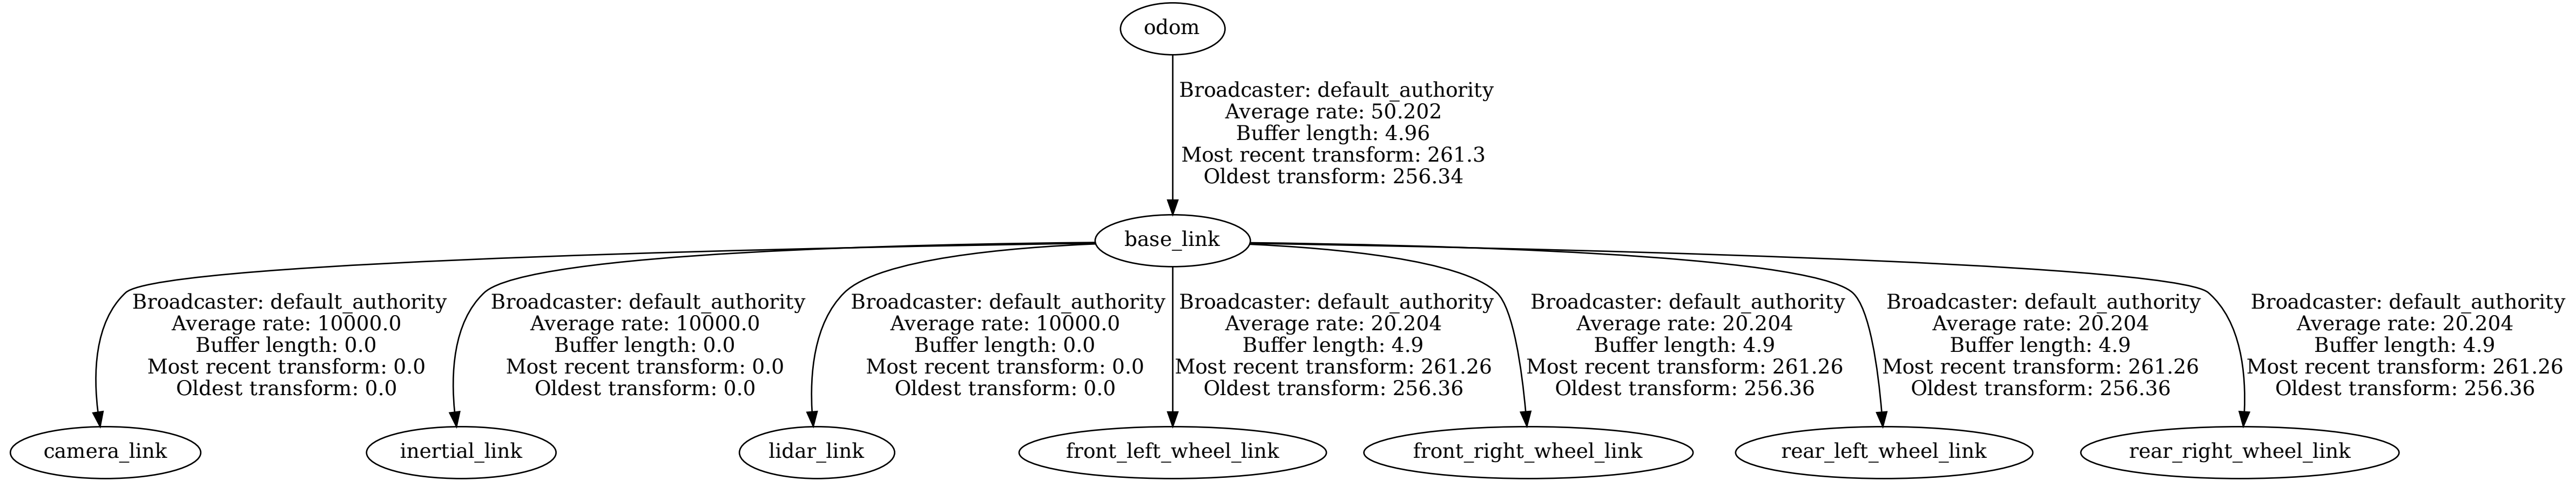 odom
Broadcaster: default_authority
Average rate: 50.202
Buffer length: 4.96
Most recent transform: 261.3
Oldest transform: 256.34
base_link
Broadcaster: default_authority
Average rate: 10000.0
Buffer length: 0.0
Most recent transform: 0.0
Oldest transform: 0.0
Broadcaster: default_authority
Average rate: 10000.0
Buffer length: 0.0
Most recent transform: 0.0
Oldest transform: 0.0
Broadcaster: default_authority
Average rate: 10000.0
Buffer length: 0.0
Most recent transform: 0.0
Oldest transform: 0.0
Broadcaster: default_authority
Average rate: 20.204
Buffer length: 4.9
Most recent transform: 261.26
Oldest transform: 256.36
Broadcaster: default_authority
Average rate: 20.204
Buffer length: 4.9
Most recent transform: 261.26
Oldest transform: 256.36
Broadcaster: default_authority
Average rate: 20.204
Buffer length: 4.9
Most recent transform: 261.26
Oldest transform: 256.36
Broadcaster: default_authority
Average rate: 20.204
Buffer length: 4.9
Most recent transform: 261.26
Oldest transform: 256.36
camera_link
inertial_link
lidar_link
front_left_wheel_link
front_right_wheel_link
rear_left_wheel_link
rear_right_wheel_link